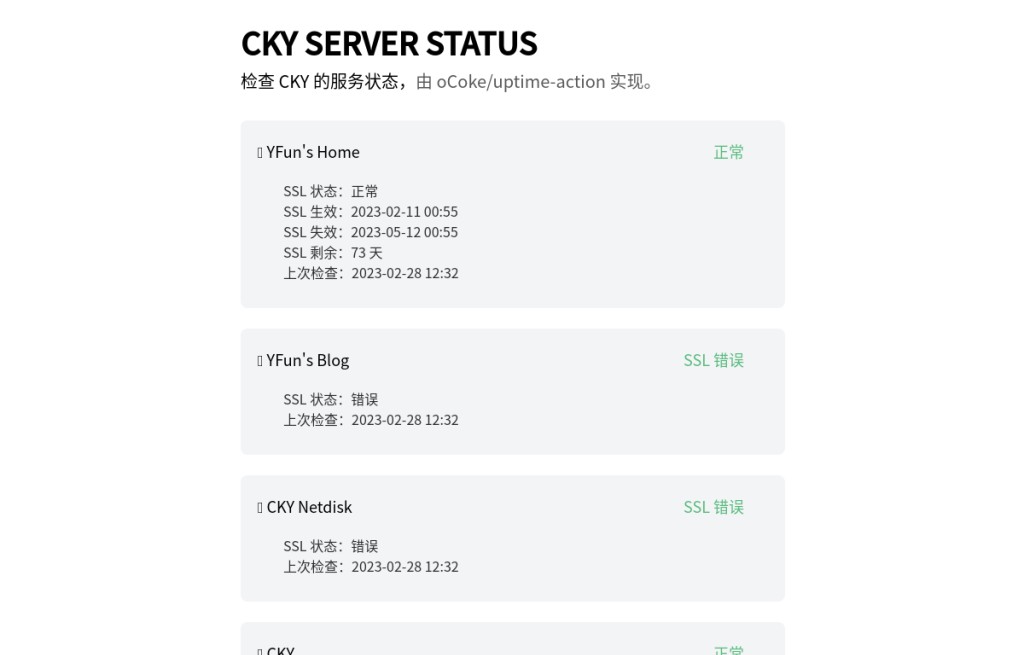 CKY SERVER STATUS
检查 CKY 的服务状态，由 oCoke/uptime-action 实现。
YFun's Home
正常
SSL 状态：正常
SSL 生效：2023-02-11 00:55
SSL 失效：2023-05-12 00:55
SSL 剩余：73 天
上次检查：2023-02-28 12:32
YFun's Blog
SSL 错误
SSL 状态：错误
上次检查：2023-02-28 12:32
CKY Netdisk
SSL 错误
SSL 状态：错误
上次检查：2023-02-28 12:32
CKY
正常